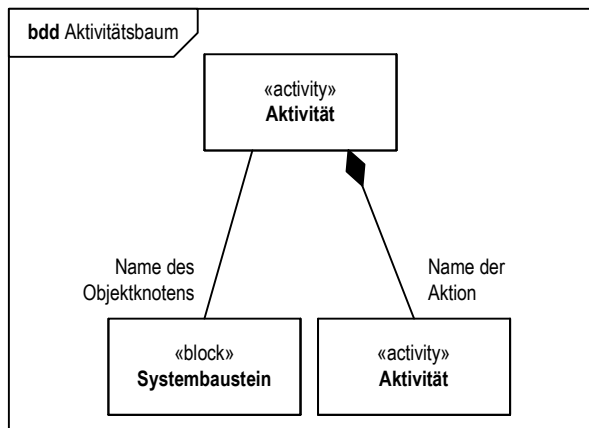 bdd Aktivitätsbaum
«activity»
Aktivität
Name des
Objektknotens
Name der
Aktion
«block»
Systembaustein
«activity»
Aktivität